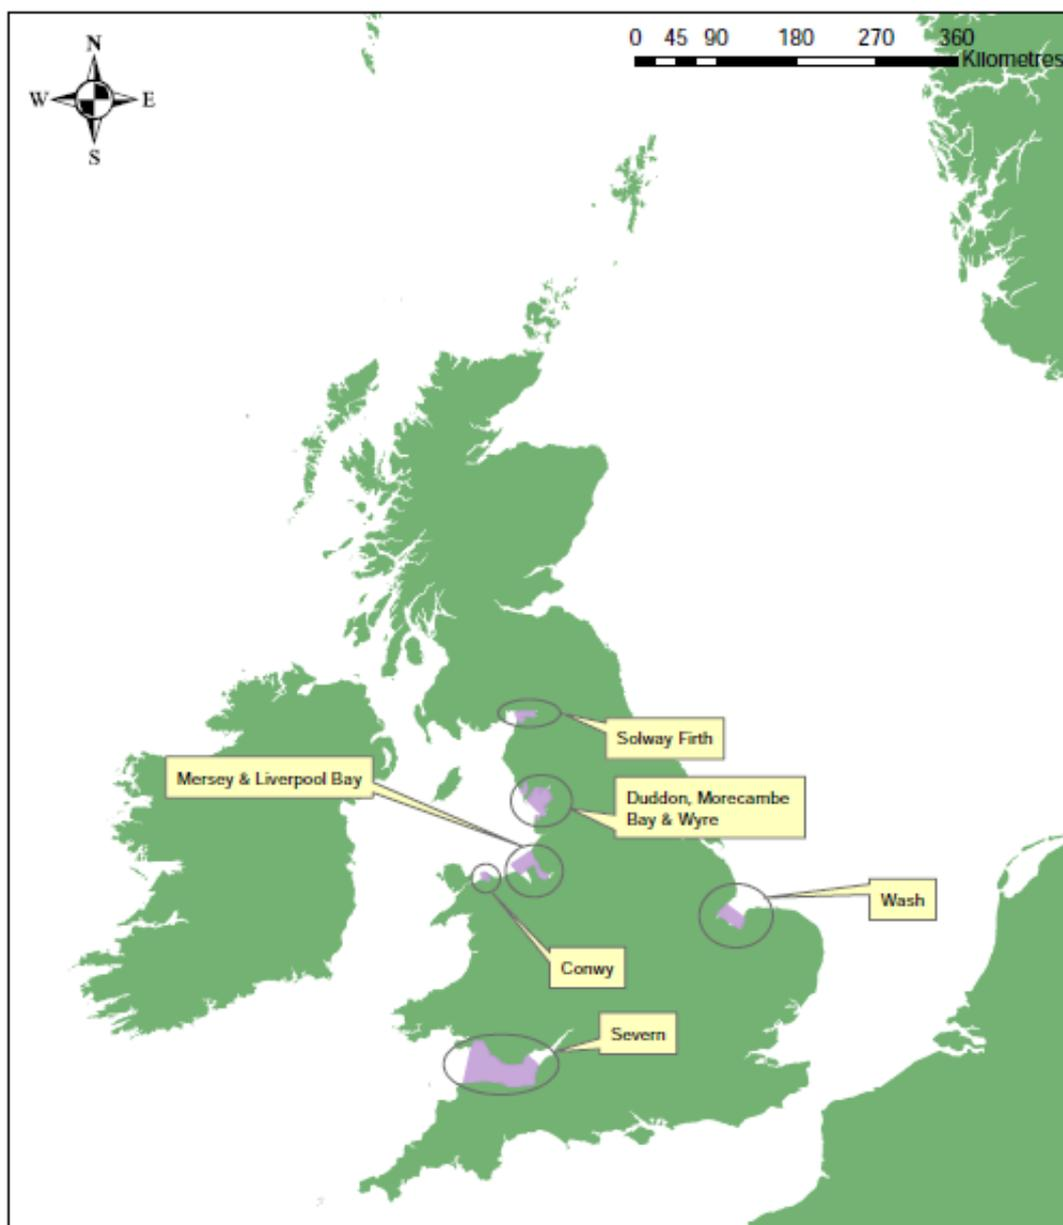 N
W E
S
0 45 90 180 270 360
Kilometres
Solway Firth
Mersey & Liverpool Bay
Duddon, Morecambe
Bay & Wyre
Wash
Conwy
Severn